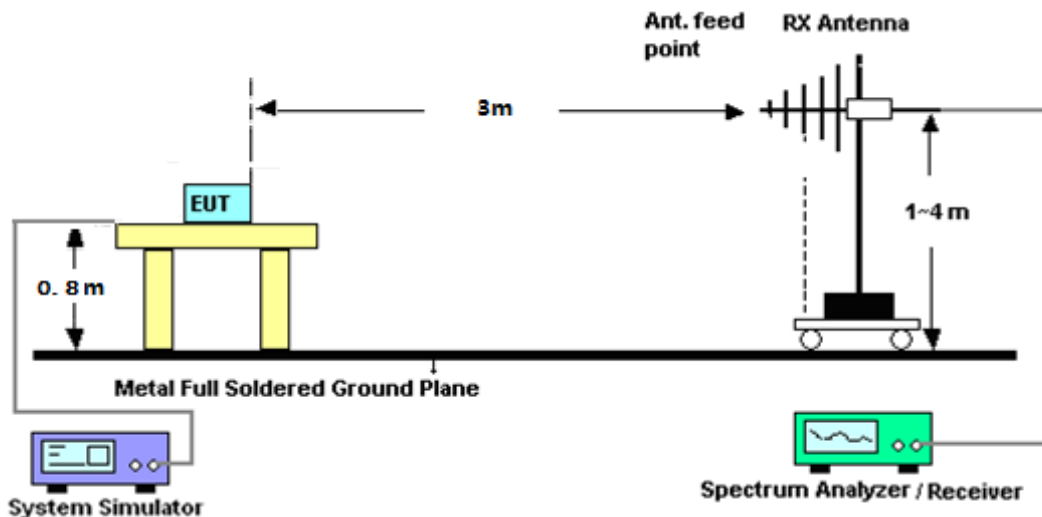 Ant. feed
point
RX Antenna
3m
EUT
1~4 m
0. 8 m
Metal Full Soldered Ground Plane
System Simulator
Spectrum Analyzer / Receiver